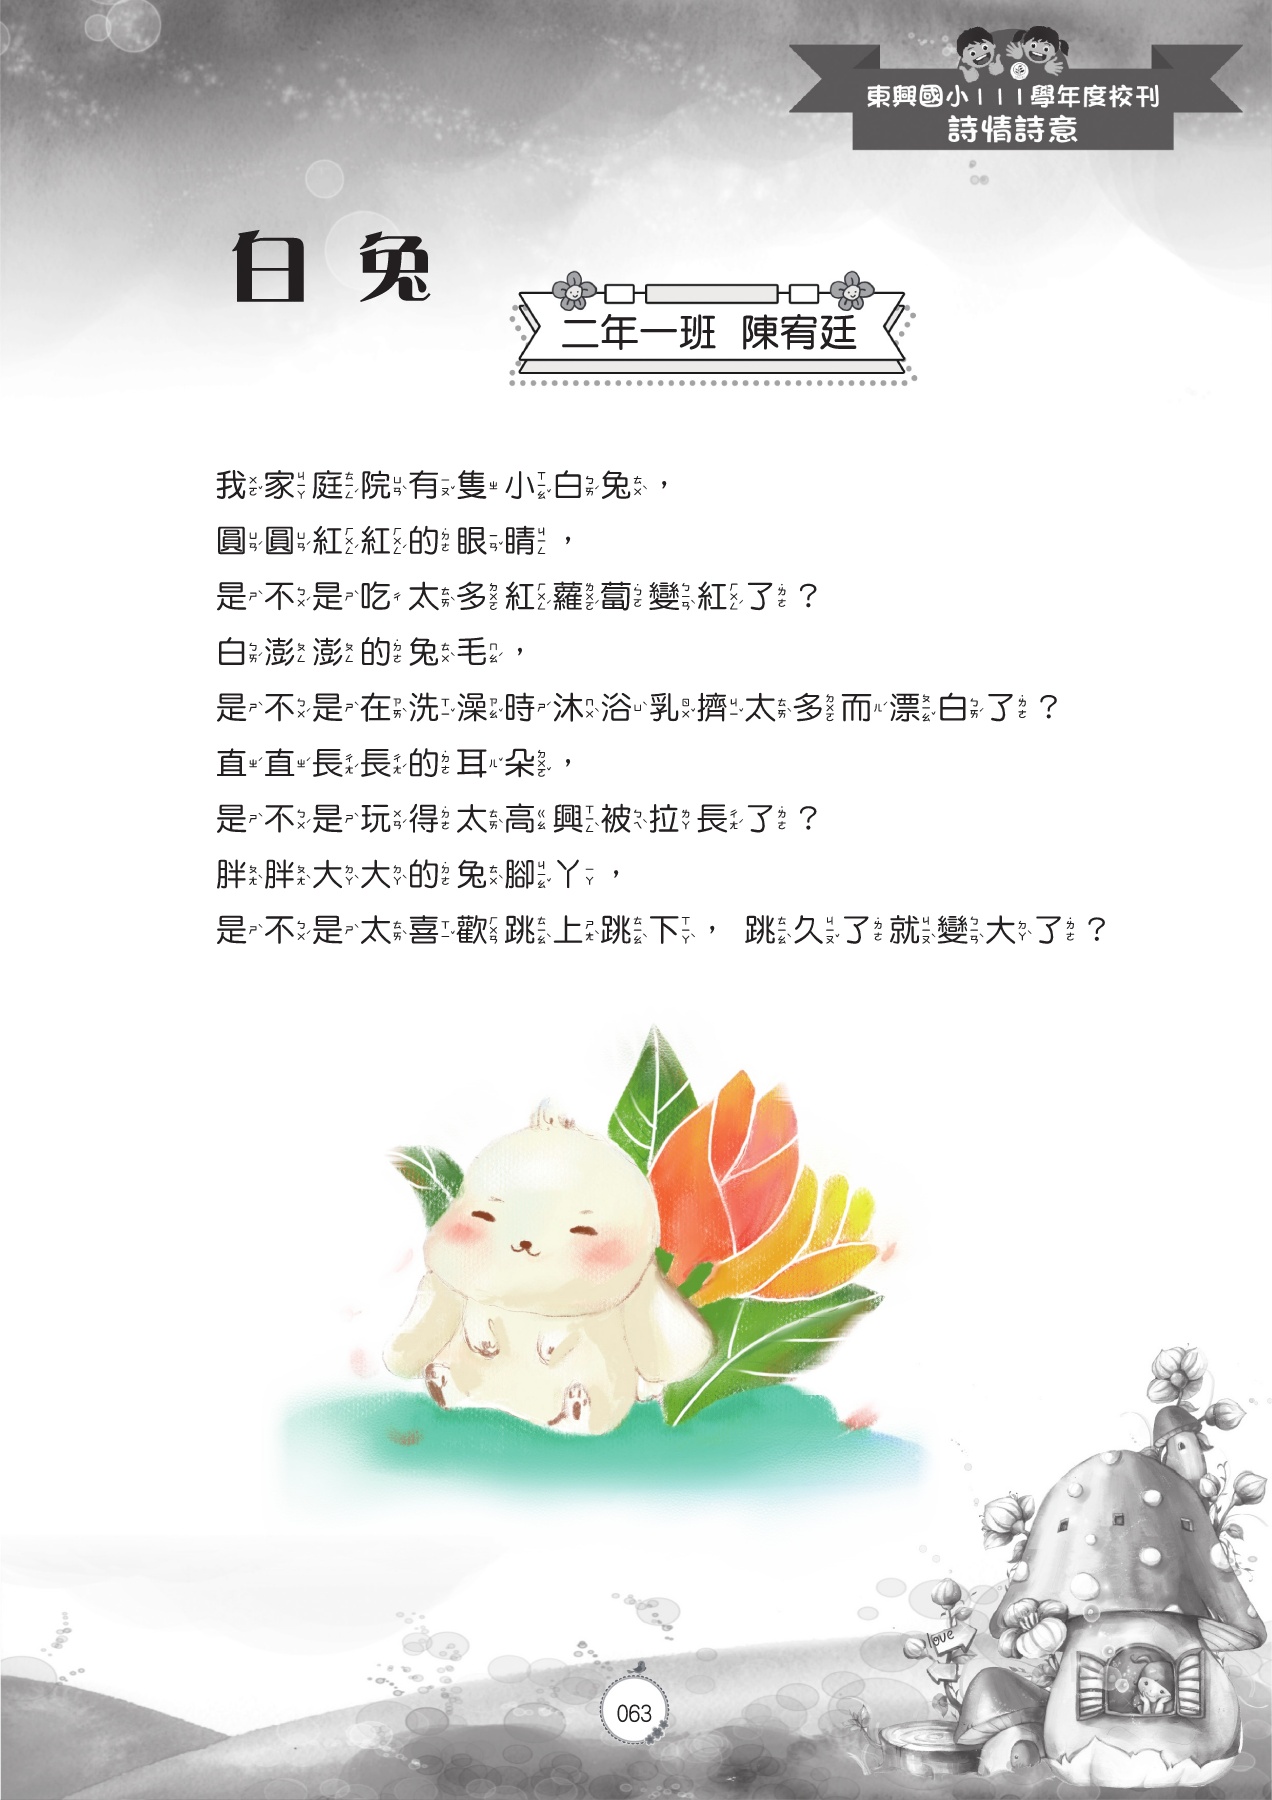 東興國小111學年度校刊
詩情詩意
白兔
二年一班 陳宥廷
我家庭院有隻小白兔，
圓圓紅紅的眼睛，
是不是吃太多紅蘿蔔變紅了？
白澎澎的兔毛，
是不是在洗澡時沐浴乳擠太多而漂白了？
直直長長的耳朵，
是不是玩得太高興被拉長了？
胖胖大大的兔腳丫，
是不是太喜歡跳上跳下， 跳久了就變大了？
love
063